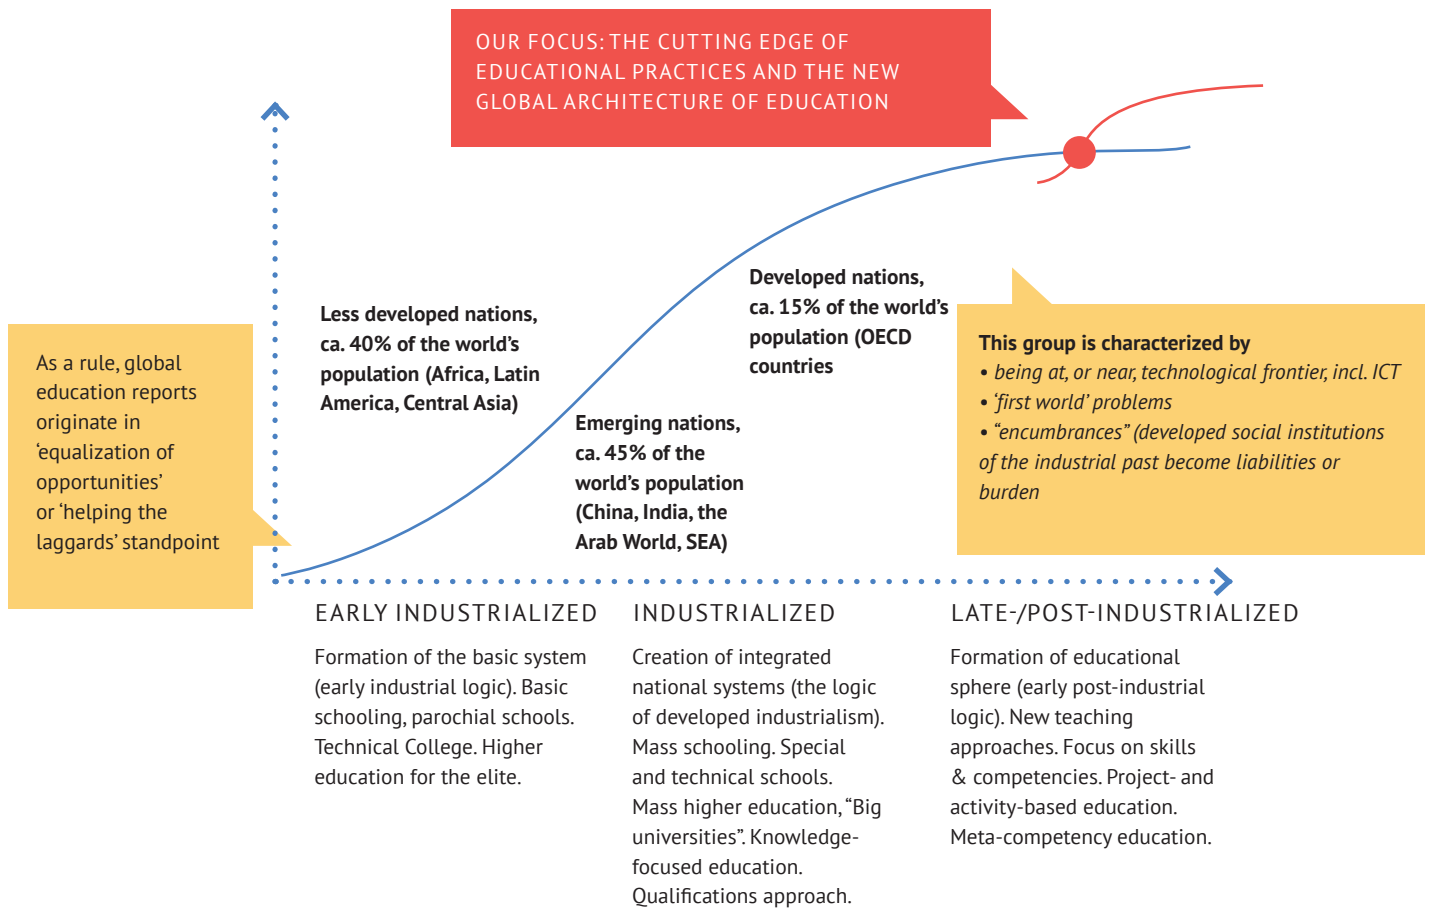 OUR FOCUS: THE CUTTING EDGE OF
EDUCATIONAL PRACTICES AND THE NEW
GLOBAL ARCHITECTURE OF EDUCATION
As a rule, global
education reports
originate in
‘equalization of
opportunities’
or ‘helping the
laggards’ standpoint
Less developed nations,
ca. 40% of the world’s
population (Africa, Latin
America, Central Asia)
Emerging nations,
ca. 45% of the
world’s population
(China, India, the
Arab World, SEA)
Developed nations,
ca. 15% of the world’s
population (OECD
countries
This group is characterized by
• being at, or near, technological frontier, incl. ICT
• ‘first world’ problems
• “encumbrances” (developed social institutions
of the industrial past become liabilities or
burden
EARLY INDUSTRIALIZED
Formation of the basic system
(early industrial logic). Basic
schooling, parochial schools.
Technical College. Higher
education for the elite.
INDUSTRIALIZED
Creation of integrated
national systems (the logic
of developed industrialism).
Mass schooling. Special
and technical schools.
Mass higher education, “Big
universities”. Knowledge-
focused education.
Qualifications approach.
LATE-/POST-INDUSTRIALIZED
Formation of educational
sphere (early post-industrial
logic). New teaching
approaches. Focus on skills
& competencies. Project- and
activity-based education.
Meta-competency education.